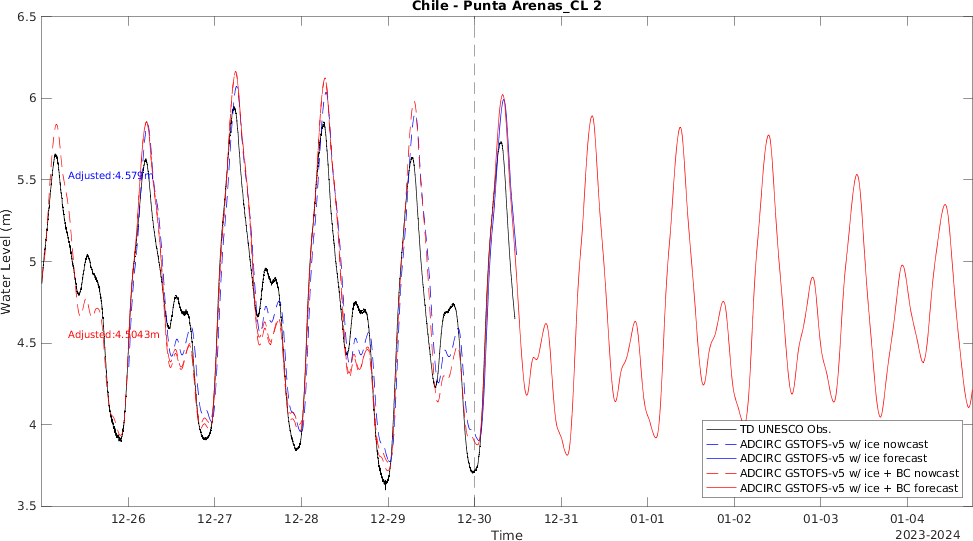 Chile - Punta Arenas_CL 2
6.5
6
5.5
5
4.5
4
3.5
Water Level (m)
Adjusted:4.579m
Adjusted:4.5043m
TD UNESCO Obs.
ADCIRC GSTOFS-v5 w/ ice nowcast
ADCIRC GSTOFS-v5 w/ ice forecast
ADCIRC GSTOFS-v5 w/ ice + BC nowcast
ADCIRC GSTOFS-v5 w/ ice + BC forecast
12-26 12-27 12-28 12-29 12-30 12-31 01-01 01-02 01-03 01-04
Time
2023-2024